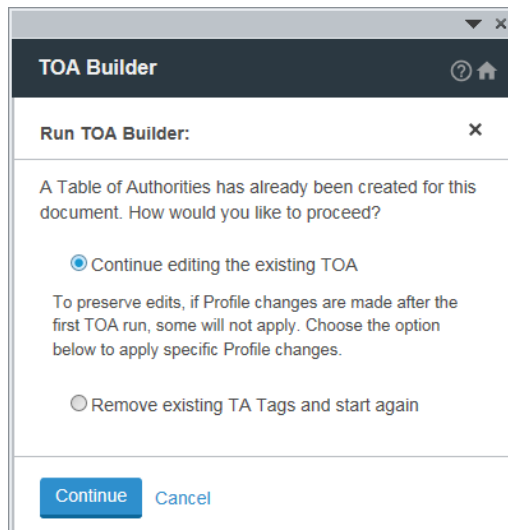 TOA Builder
Run TOA Builder:
A Table of Authorities has already been created for this
document. How would you like to proceed?
Continue editing the existing TOA
To preserve edits, if Profile changes are made after the
first TOA run, some will not apply. Choose the option
below to apply specific Profile changes.
Remove existing TA Tags and start again
Continue Cancel